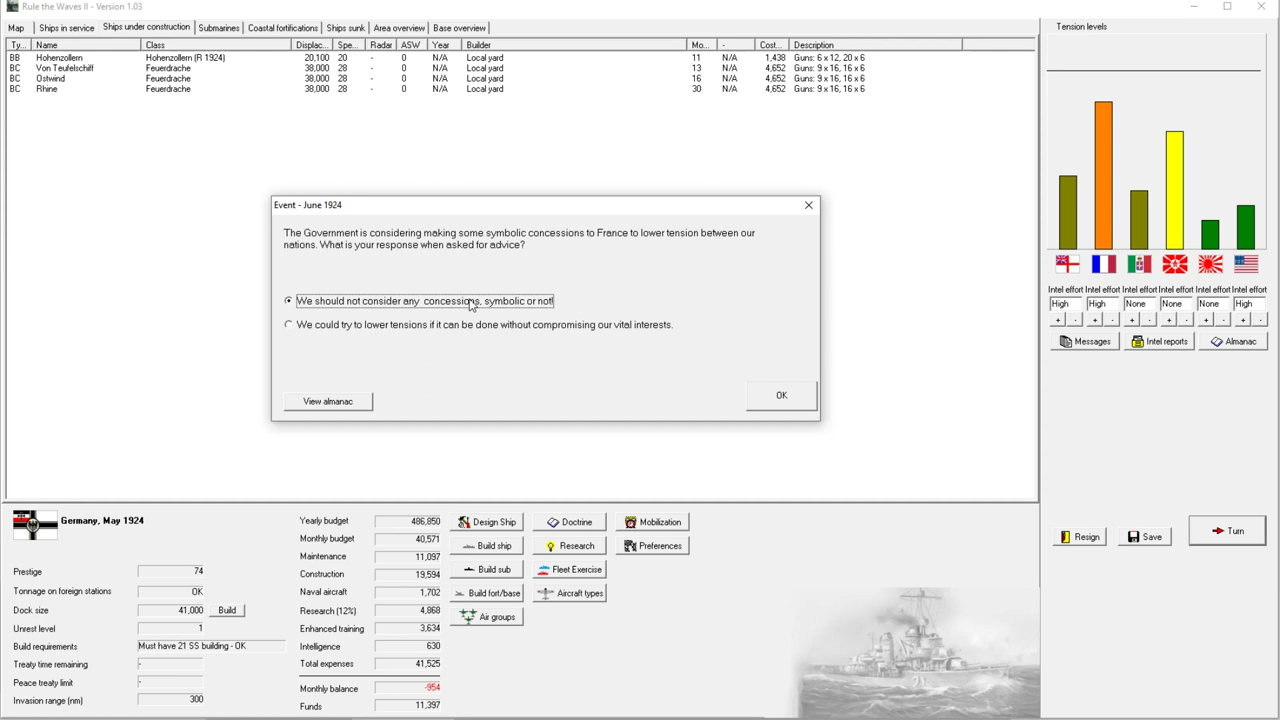 Rule the Waves II - Version 1.03
Map Ships in service Ships under construction Submarines Coastal fortifications Ships sunk Area overview Base overview
Ty... Name Class Displac... Spe... Radar ASW Year Builder Mo... - Cost... Description
BB Hohenzollern Hohenzollern (R 1924) 20,100 20 - 0 N/A Local yard 11 N/A 1,438 Guns: 6 x 12, 20 x 6
BC Von Teufelschiff Feuerdrache 38,000 28 - 0 N/A Local yard 13 N/A 4,652 Guns: 9 x 16, 16 x 6
BC Ostwind Feuerdrache 38,000 28 - 0 N/A Local yard 16 N/A 4,652 Guns: 9 x 16, 16 x 6
BC Rhine Feuerdrache 38,000 28 - 0 N/A Local yard 30 N/A 4,652 Guns: 9 x 16, 16 x 6
Tension levels
Event - June 1924
The Government is considering making some symbolic concessions to France to lower tension between our
nations. What is your response when asked for advice?
We should not consider any concessions, symbolic or not!
We could try to lower tensions if it can be done without compromising our vital interests.
View almanac
OK
Intel effort Intel effort Intel effort Intel effort Intel effort Intel effort
High High None None None High
+ - + - + - + - + - + -
Messages Intel reports Almanac
Germany, May 1924
Prestige 74
Tonnage on foreign stations OK
Dock size 41,000 Build
Unrest level 1
Build requirements Must have 21 SS building - OK
Treaty time remaining -
Peace treaty limit -
Invasion range (nm) 300
Yearly budget 486,850
Monthly budget 40,571
Maintenance 11,097
Construction 19,594
Naval aircraft 1,702
Research (12%) 4,868
Enhanced training 3,634
Intelligence 630
Total expenses 41,525
Monthly balance -954
Funds 11,397
Design Ship Doctrine Mobilization
Build ship Research Preferences
Build sub Fleet Exercise
Build fort/base Aircraft types
Air groups
Resign Save Turn